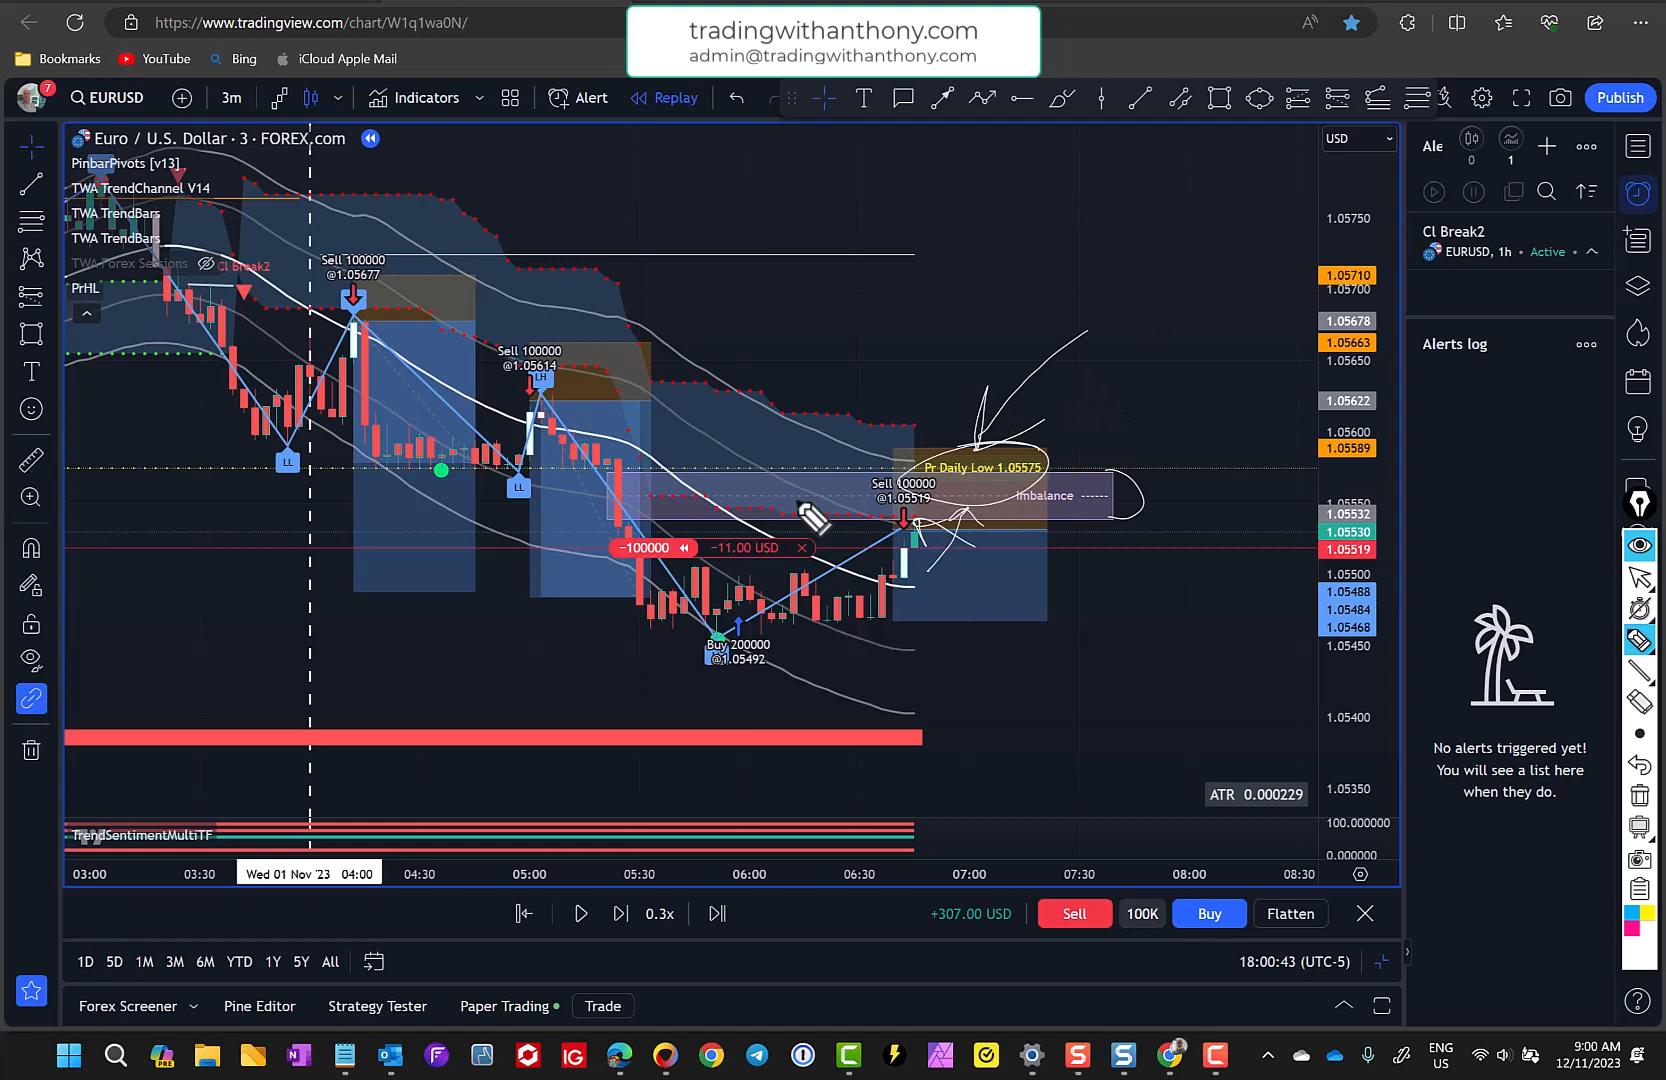 https://www.tradingview.com/chart/W1q1wa0N/
tradingwithanthony.com
admin@tradingwithanthony.com
Bookmarks
YouTube
Bing
iCloud Apple Mail
7
EURUSD
3m
Indicators
Alert
Replay
Publish
Euro / U.S. Dollar · 3 · FOREX.com
PinbarPivots [v13]
TWA TrendChannel V14
TWA TrendBars
TWA TrendBars
TWA Forex Sessions
Cl Break2
PrHL
Sell 100000
@1.05677
Sell 100000
@1.05614
LH
LL
LL
Pr Daily Low 1.05575
Sell 100000
@1.05519
Imbalance
−100000
−11.00 USD
Buy 200000
@1.05492
ATR 0.000229
TrendSentimentMultiTF
USD
1.05750
1.05710
1.05700
1.05678
1.05663
1.05650
1.05622
1.05600
1.05589
1.05550
1.05532
1.05530
1.05519
1.05500
1.05488
1.05484
1.05468
1.05450
1.05400
1.05350
100.000000
0.000000
03:00
03:30
Wed 01 Nov '23 04:00
04:30
05:00
05:30
06:00
06:30
07:00
07:30
08:00
08:30
Ale
0
1
Cl Break2
EURUSD, 1h • Active
Alerts log
No alerts triggered yet!
You will see a list here
when they do.
0.3x
+307.00 USD
Sell
100K
Buy
Flatten
1D
5D
1M
3M
6M
YTD
1Y
5Y
All
18:00:43 (UTC-5)
Forex Screener
Pine Editor
Strategy Tester
Paper Trading
Trade
PRE
IG
ENG
US
9:00 AM
12/11/2023